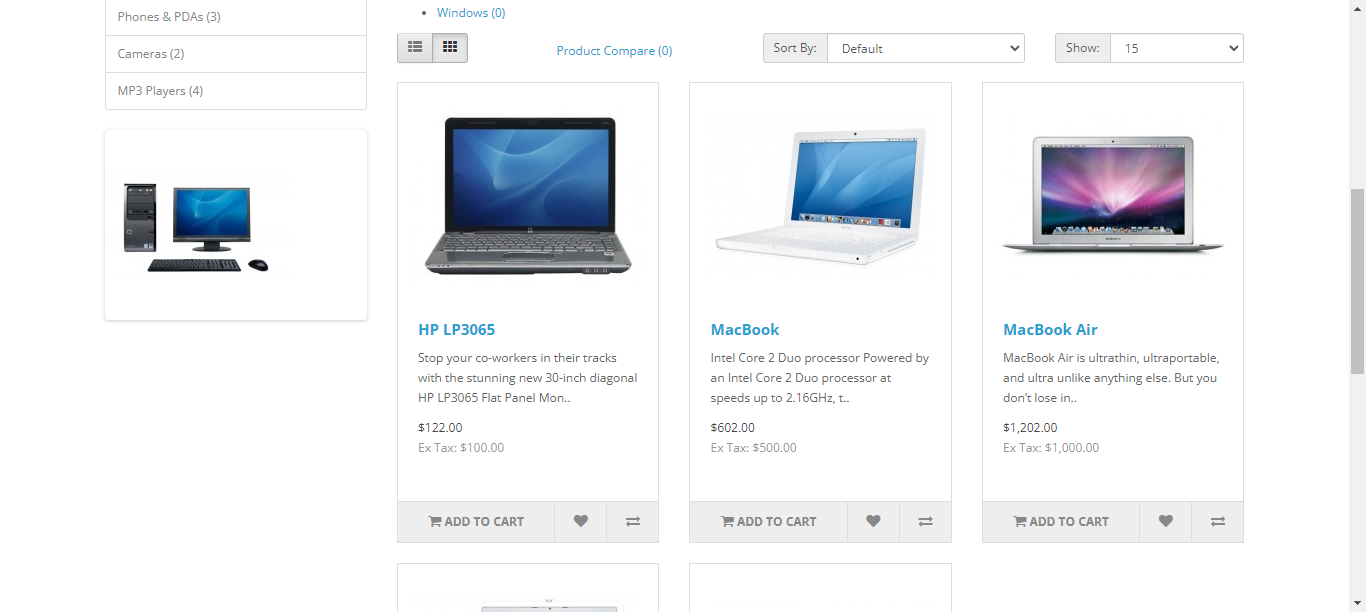 Phones & PDAs (3)
Cameras (2)
MP3 Players (4)
Windows (0)
Product Compare (0)
Sort By:
Default
Show:
15
HP LP3065
Stop your co-workers in their tracks
with the stunning new 30-inch diagonal
HP LP3065 Flat Panel Mon..
$122.00
Ex Tax: $100.00
ADD TO CART
MacBook
Intel Core 2 Duo processor Powered by
an Intel Core 2 Duo processor at
speeds up to 2.16GHz, t..
$602.00
Ex Tax: $500.00
ADD TO CART
MacBook Air
MacBook Air is ultrathin, ultraportable,
and ultra unlike anything else. But you
don’t lose in..
$1,202.00
Ex Tax: $1,000.00
ADD TO CART